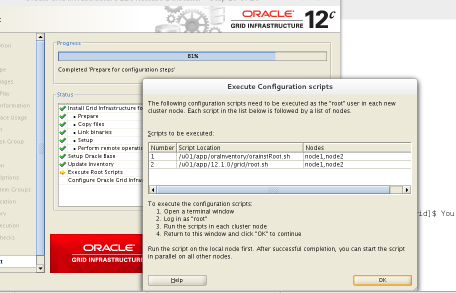 ORACLE
GRID INFRASTRUCTURE 12c
Progress
81%
Completed 'Prepare for configuration steps'
Status
Install Grid Infrastructure fo
• Prepare
• Copy files
• Link binaries
• Setup
• Perform remote operatio
Setup Oracle Base
Update Inventory
Execute Root Scripts
Configure Oracle Grid Infras
ORACLE
GRID INFRASTRUCTURE
Execute Configuration scripts
The following configuration scripts need to be executed as the "root" user in each new
cluster node. Each script in the list below is followed by a list of nodes.
Scripts to be executed:
Number Script Location Nodes
1 /u01/app/oraInventory/orainstRoot.sh node1,node2
2 /u01/app/12.1.0/grid/root.sh node1,node2
To execute the configuration scripts:
1. Open a terminal window
2. Log in as "root"
3. Run the scripts in each cluster node
4. Return to this window and click "OK" to continue
Run the script on the local node first. After successful completion, you can start the script
in parallel on all other nodes.
Help OK
id]$ You